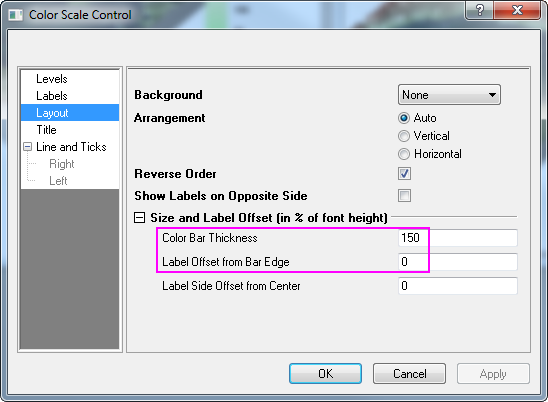 Color Scale Control
Levels
Labels
Layout
Title
Line and Ticks
Right
Left
Background None
Arrangement Auto
Vertical
Horizontal
Reverse Order
Show Labels on Opposite Side
Size and Label Offset (in % of font height)
Color Bar Thickness 150
Label Offset from Bar Edge 0
Label Side Offset from Center 0
OK Cancel Apply